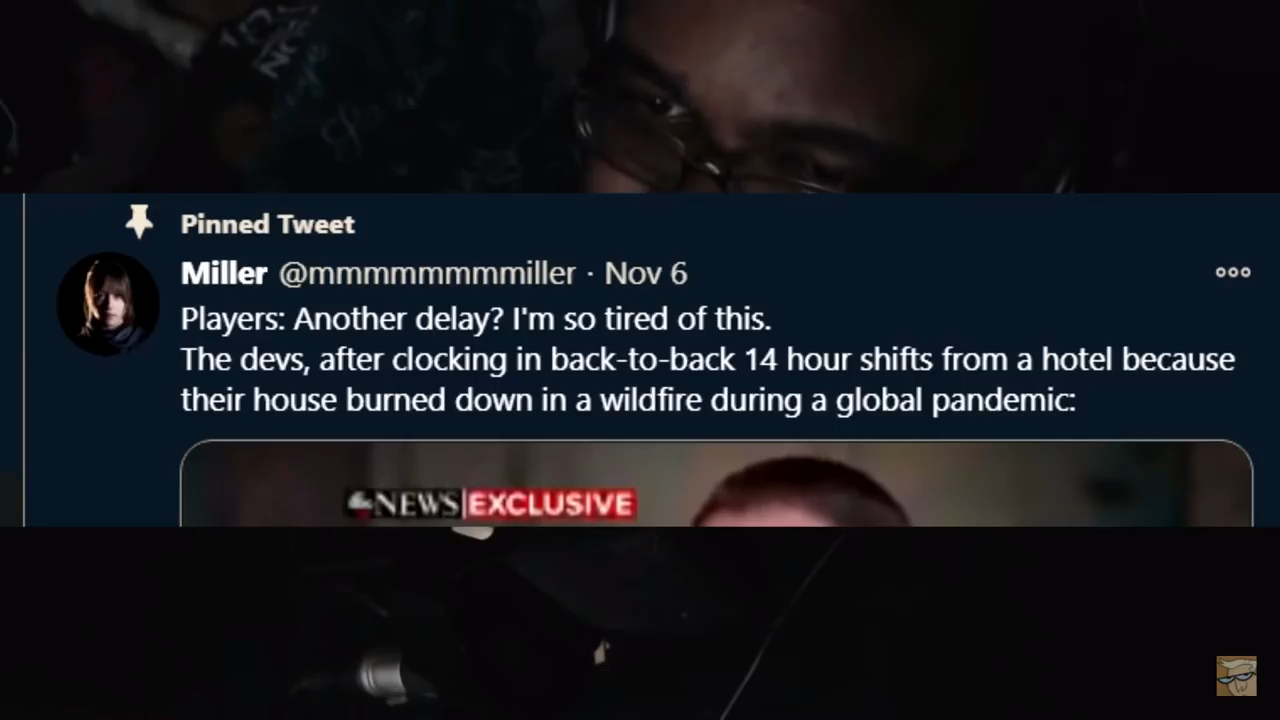 Pinned Tweet
Miller @mmmmmmmmiller · Nov 6
Players: Another delay? I'm so tired of this.
The devs, after clocking in back-to-back 14 hour shifts from a hotel because
their house burned down in a wildfire during a global pandemic:
NEWS EXCLUSIVE